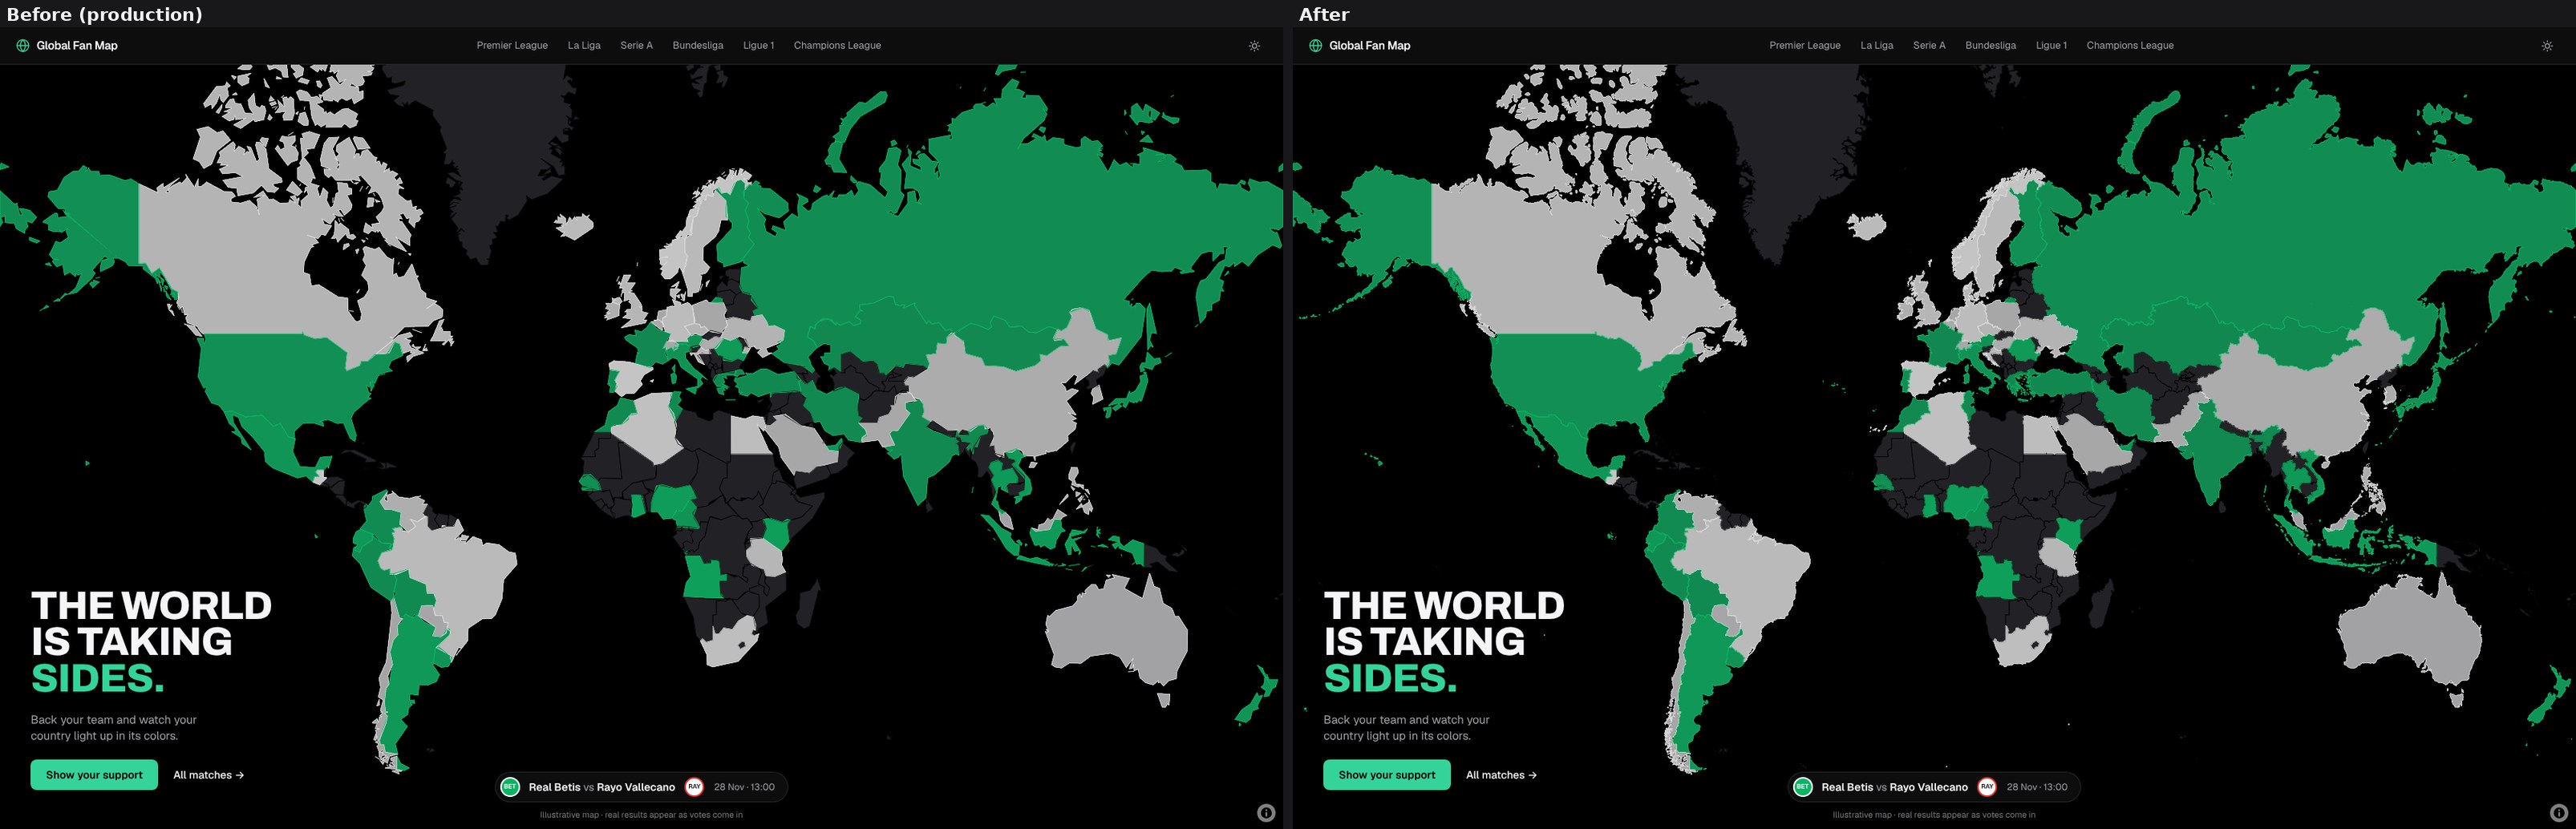 Before (production)
Global Fan Map
Premier League La Liga Serie A Bundesliga Ligue 1 Champions League
THE WORLD
IS TAKING
SIDES.
Back your team and watch your
country light up in its colors.
Show your support All matches →
BET Real Betis vs Rayo Vallecano RAY 28 Nov · 13:00
Illustrative map · real results appear as votes come in
After
Global Fan Map
Premier League La Liga Serie A Bundesliga Ligue 1 Champions League
THE WORLD
IS TAKING
SIDES.
Back your team and watch your
country light up in its colors.
Show your support All matches →
BET Real Betis vs Rayo Vallecano RAY 28 Nov · 13:00
Illustrative map · real results appear as votes come in